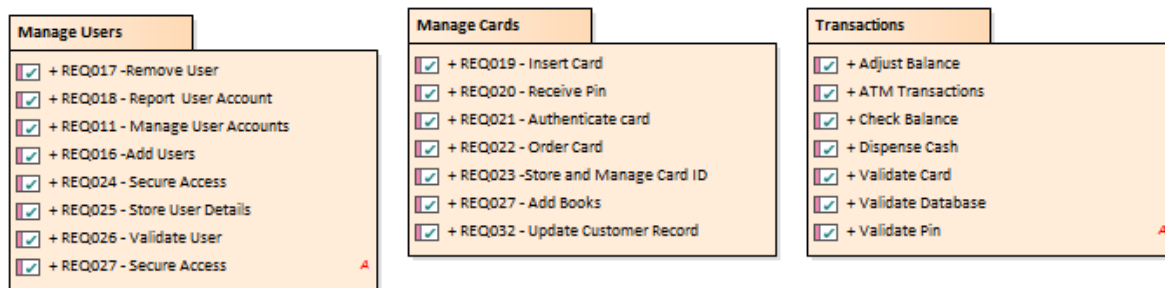 Manage Users
+ REQ017 -Remove User
+ REQ018 - Report User Account
+ REQ011 - Manage User Accounts
+ REQ016 -Add Users
+ REQ024 - Secure Access
+ REQ025 - Store User Details
+ REQ026 - Validate User
+ REQ027 - Secure Access
A
Manage Cards
+ REQ019 - Insert Card
+ REQ020 - Receive Pin
+ REQ021 - Authenticate card
+ REQ022 - Order Card
+ REQ023 -Store and Manage Card ID
+ REQ027 - Add Books
+ REQ032 - Update Customer Record
Transactions
+ Adjust Balance
+ ATM Transactions
+ Check Balance
+ Dispense Cash
+ Validate Card
+ Validate Database
+ Validate Pin
A